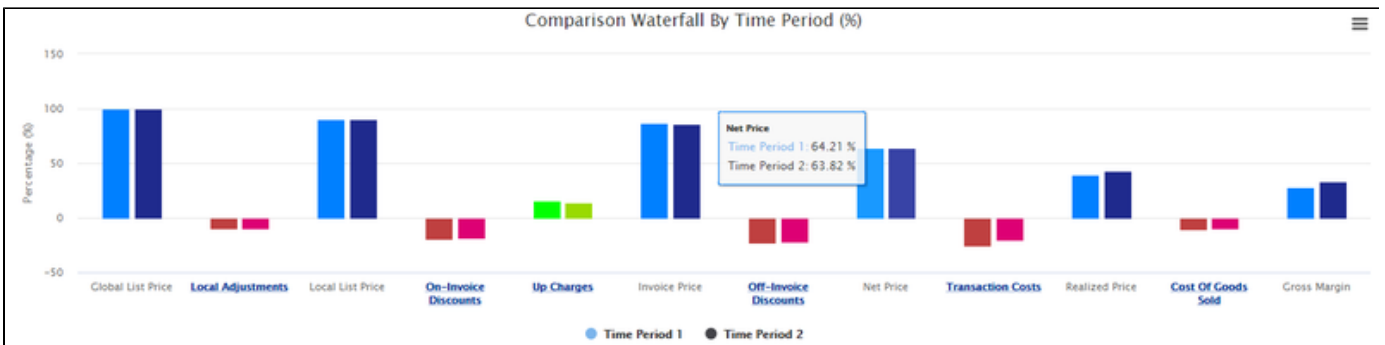 Comparison Waterfall By Time Period (%)
150
100
50
0
-50
Percentage (%)
Net Price
Time Period 1: 64.21 %
Time Period 2: 63.82 %
Global List Price
Local Adjustments
Local List Price
On-Invoice
Discounts
Up Charges
Invoice Price
Off-Invoice
Discounts
Net Price
Transaction Costs
Realized Price
Cost Of Goods
Sold
Gross Margin
Time Period 1
Time Period 2